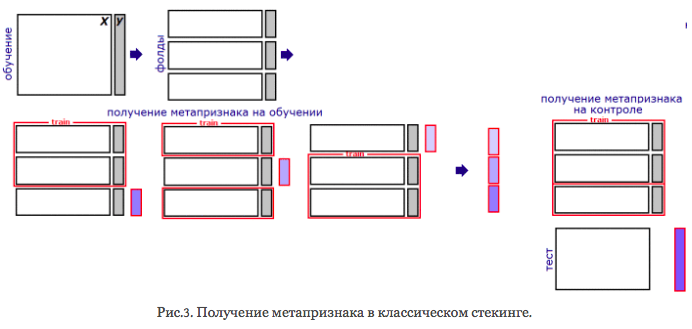 X y
обучение
фолды
получение метапризнака на обучении
train
train
train
получение метапризнака
на контроле
train
тест
Рис.3. Получение метапризнака в классическом стекинге.